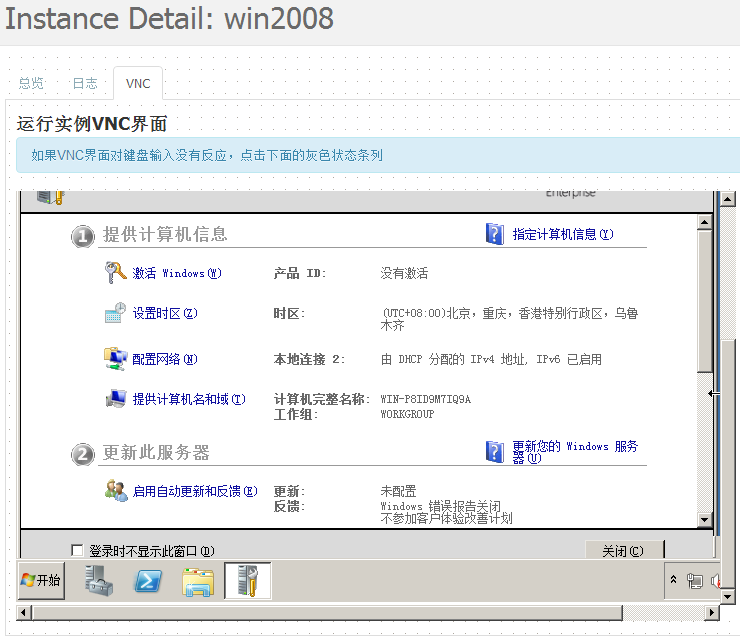 Instance Detail: win2008
总览 日志 VNC
运行实例VNC界面
如果VNC界面对键盘输入没有反应，点击下面的灰色状态条列
Enterprise
1 提供计算机信息 指定计算机信息(Y)
激活 Windows(W) 产品 ID: 没有激活
设置时区(Z) 时区: (UTC+08:00)北京，重庆，香港特别行政区，乌鲁
木齐
配置网络(N) 本地连接 2: 由 DHCP 分配的 IPv4 地址, IPv6 已启用
提供计算机名和域(T) 计算机完整名称: WIN-P8ID9M7IQ9A
工作组: WORKGROUP
2 更新此服务器 更新您的 Windows 服务
器(U)
启用自动更新和反馈(E) 更新: 未配置
反馈: Windows 错误报告关闭
不参加客户体验改善计划
登录时不显示此窗口(D) 关闭(C)
开始